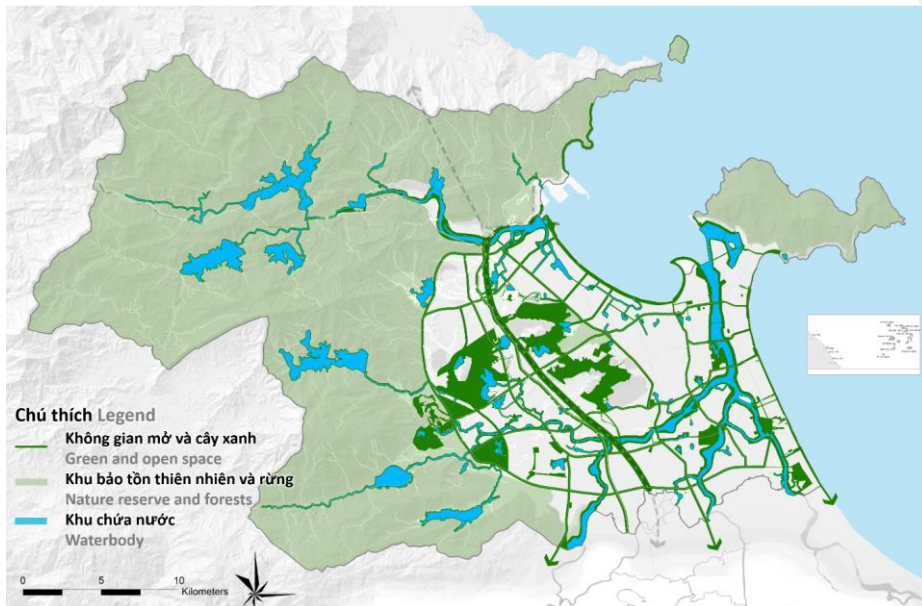 Chú thích Legend
Không gian mở và cây xanh
Green and open space
Khu bảo tồn thiên nhiên và rừng
Nature reserve and forests
Khu chứa nước
Waterbody
0 5 10
Kilometers